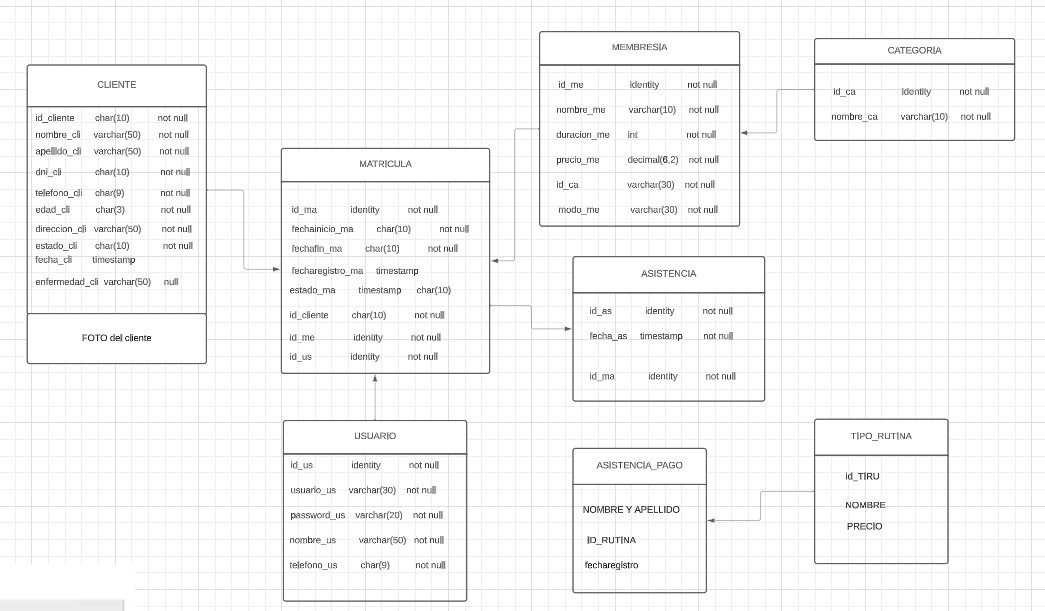 CLIENTE
id_cliente char(10) not null
nombre_cli varchar(50) not null
apellido_cli varchar(50) not null
dni_cli char(10) not null
telefono_cli char(9) not null
edad_cli char(3) not null
direccion_cli varchar(50) not null
estado_cli char(10) not null
fecha_cli timestamp
enfermedad_cli varchar(50) null
FOTO del cliente
MATRICULA
id_ma identity not null
fechainicio_ma char(10) not null
fechafin_ma char(10) not null
fecharegistro_ma timestamp
estado_ma timestamp char(10)
id_cliente char(10) not null
id_me identity not null
id_us identity not null
USUARIO
id_us identity not null
usuario_us varchar(30) not null
password_us varchar(20) not null
nombre_us varchar(50) not null
telefono_us char(9) not null
MEMBRESÍA
id_me identity not null
nombre_me varchar(10) not null
duracion_me int not null
precio_me decimal(6,2) not null
id_ca varchar(30) not null
modo_me varchar(30) not null
CATEGORÍA
id_ca identity not null
nombre_ca varchar(10) not null
ASISTENCIA
id_as identity not null
fecha_as timestamp not null
id_ma identity not null
ASISTENCIA_PAGO
NOMBRE Y APELLIDO
ID_RUTINA
fecharegistro
TIPO_RUTINA
id_TIRU
NOMBRE
PRECIO